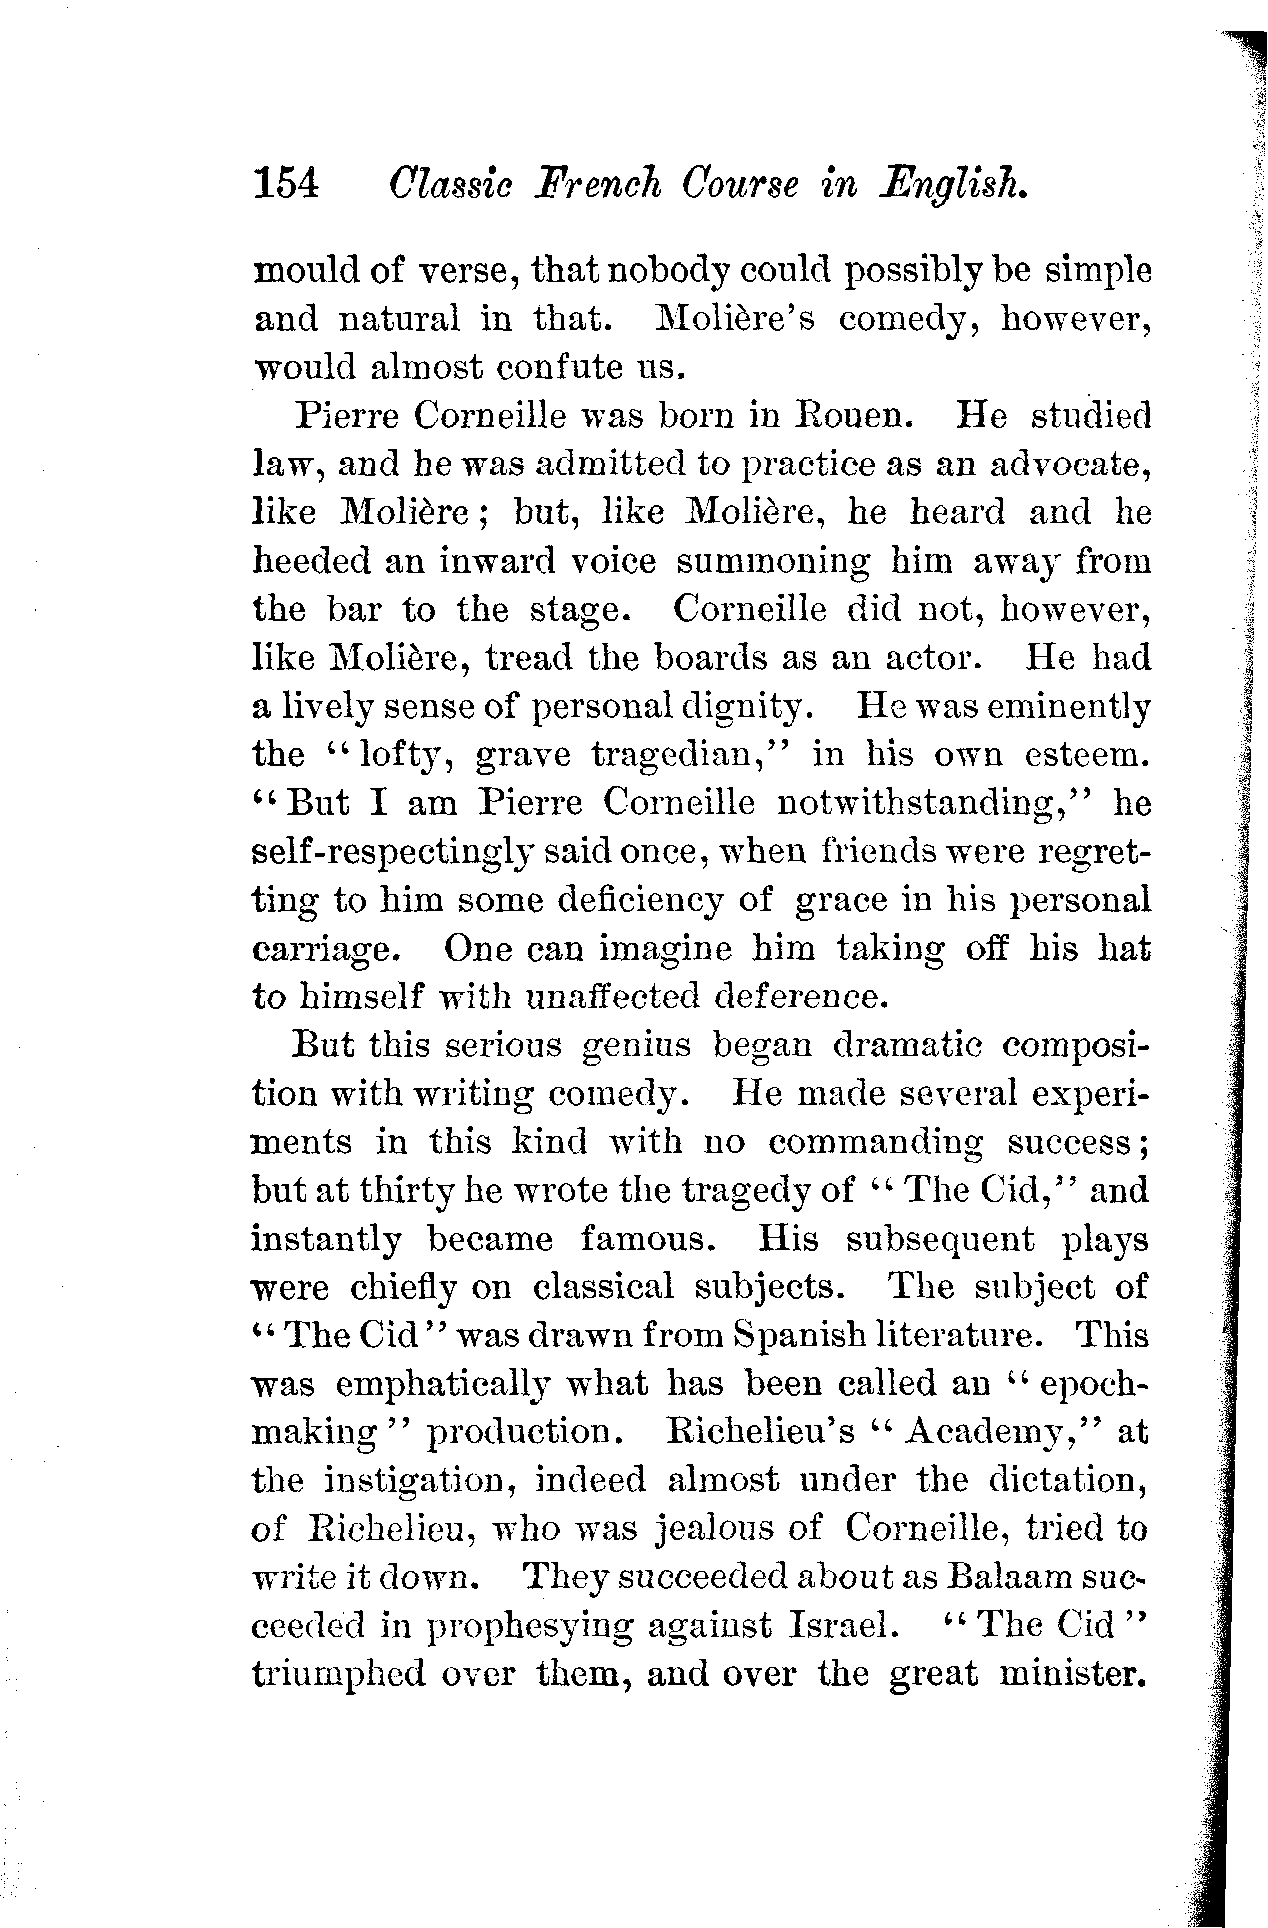 154 Classic French Course in English.
mould of verse, that nobody could possibly be simple
and natural in that. Molière's comedy, however,
would almost confute us.
Pierre Corneille was born in Rouen. He studied
law, and he was admitted to practice as an advocate,
like Molière; but, like Molière, he heard and he
heeded an inward voice summoning him away from
the bar to the stage. Corneille did not, however,
like Molière, tread the boards as an actor. He had
a lively sense of personal dignity. He was eminently
the “lofty, grave tragedian,” in his own esteem.
“But I am Pierre Corneille notwithstanding,” he
self-respectingly said once, when friends were regret-
ting to him some deficiency of grace in his personal
carriage. One can imagine him taking off his hat
to himself with unaffected deference.
But this serious genius began dramatic composi-
tion with writing comedy. He made several experi-
ments in this kind with no commanding success;
but at thirty he wrote the tragedy of “The Cid,” and
instantly became famous. His subsequent plays
were chiefly on classical subjects. The subject of
“The Cid” was drawn from Spanish literature. This
was emphatically what has been called an “epoch-
making” production. Richelieu's “Academy,” at
the instigation, indeed almost under the dictation,
of Richelieu, who was jealous of Corneille, tried to
write it down. They succeeded about as Balaam suc-
ceeded in prophesying against Israel. “The Cid”
triumphed over them, and over the great minister.